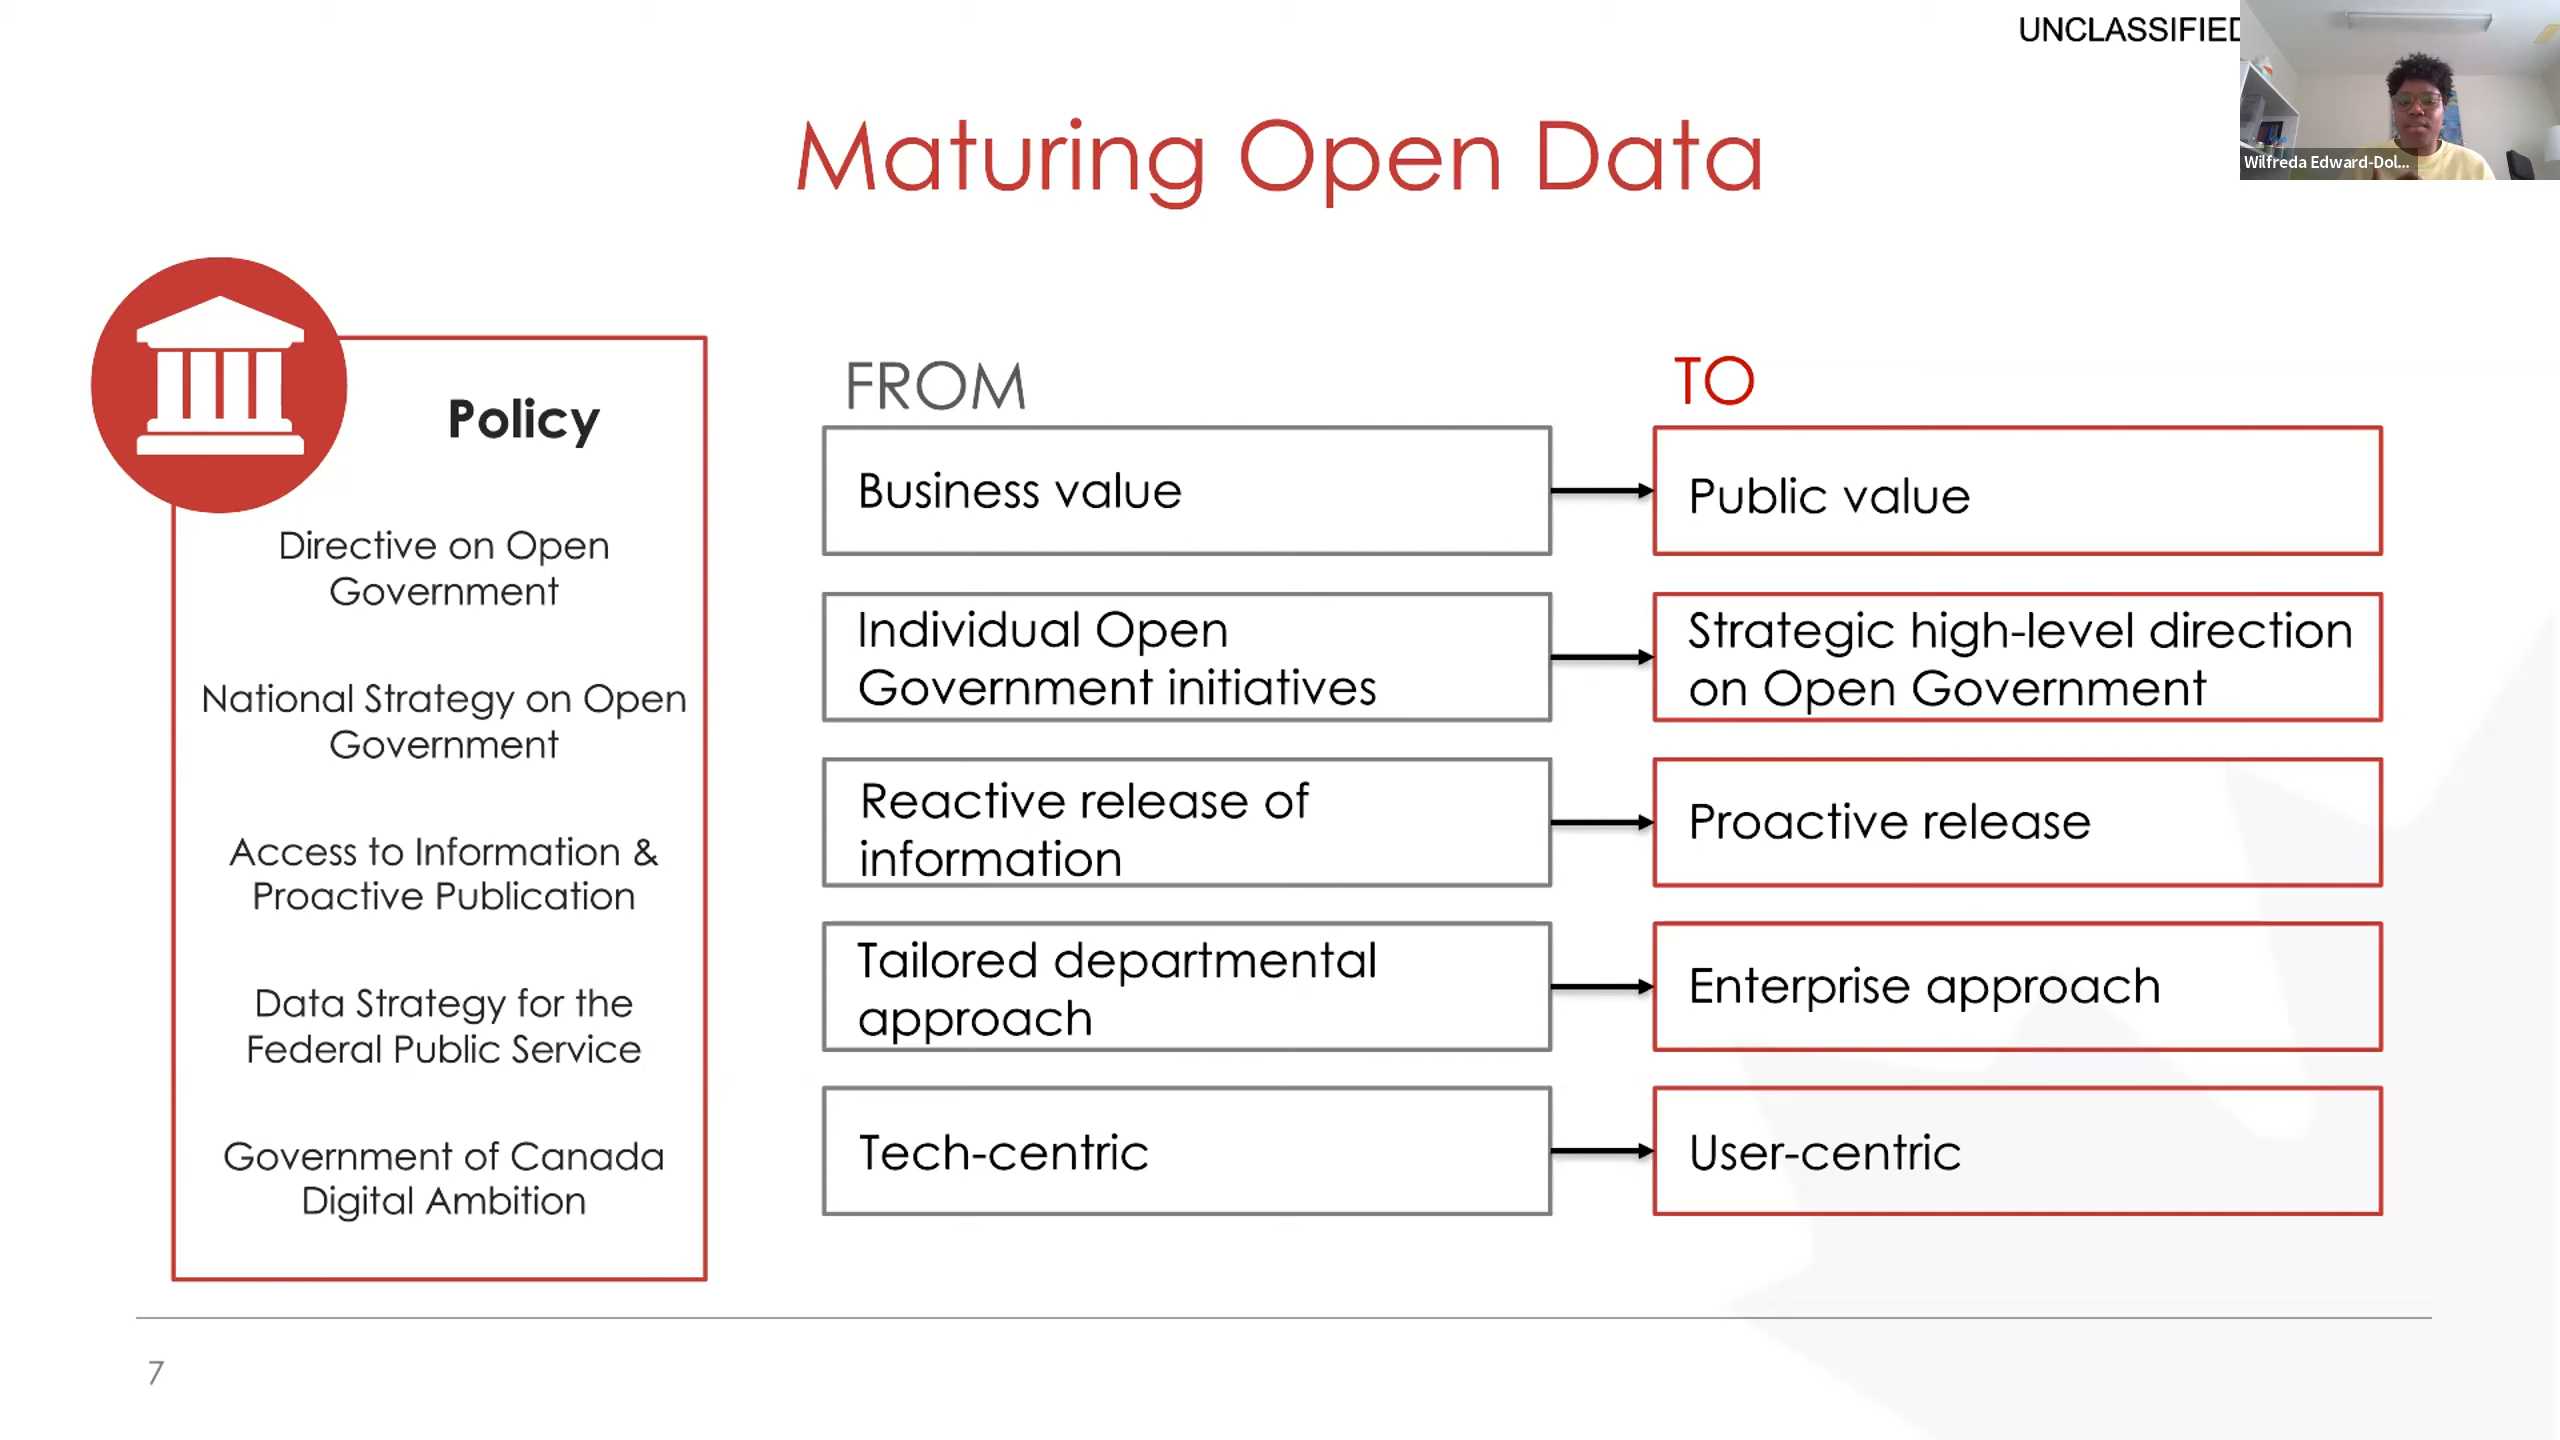 UNCLASSIFIED
Wilfreda Edward-Dol...
Maturing Open Data
Policy
Directive on Open
Government
National Strategy on Open
Government
Access to Information &
Proactive Publication
Data Strategy for the
Federal Public Service
Government of Canada
Digital Ambition
FROM
TO
Business value
Public value
Individual Open
Government initiatives
Strategic high-level direction
on Open Government
Reactive release of
information
Proactive release
Tailored departmental
approach
Enterprise approach
Tech-centric
User-centric
7